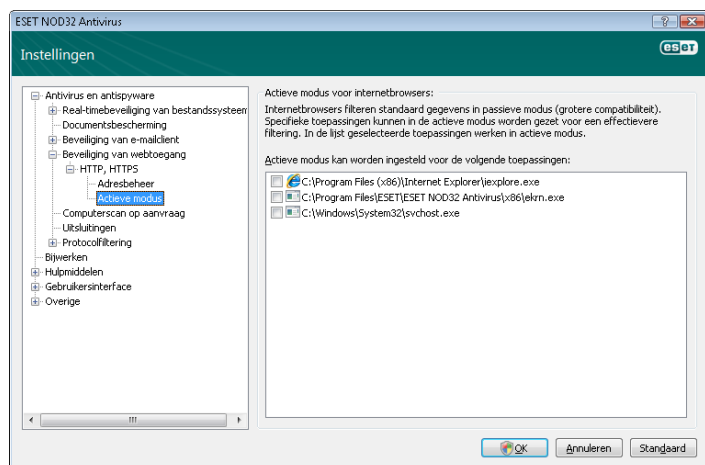 ESET NOD32 Antivirus
Instellingen
eset
Antivirus en antispyware
Real-timebeveiliging van bestandssysteem
Documentsbescherming
Beveiliging van e-mailclient
Beveiliging van webtoegang
HTTP, HTTPS
Adresbeheer
Actieve modus
Computerscan op aanvraag
Uitsluitingen
Protocolfiltering
Bijwerken
Hulpmiddelen
Gebruikersinterface
Overige
Actieve modus voor internetbrowsers:
Internetbrowsers filteren standaard gegevens in passieve modus (grotere compatibiliteit).
Specifieke toepassingen kunnen in de actieve modus worden gezet voor een effectievere
filtering. In de lijst geselecteerde toepassingen werken in actieve modus.
Actieve modus kan worden ingesteld voor de volgende toepassingen:
C:\Program Files (x86)\Internet Explorer\iexplore.exe
C:\Program Files\ESET\ESET NOD32 Antivirus\x86\ekrn.exe
C:\Windows\System32\svchost.exe
OK
Annuleren
Standaard